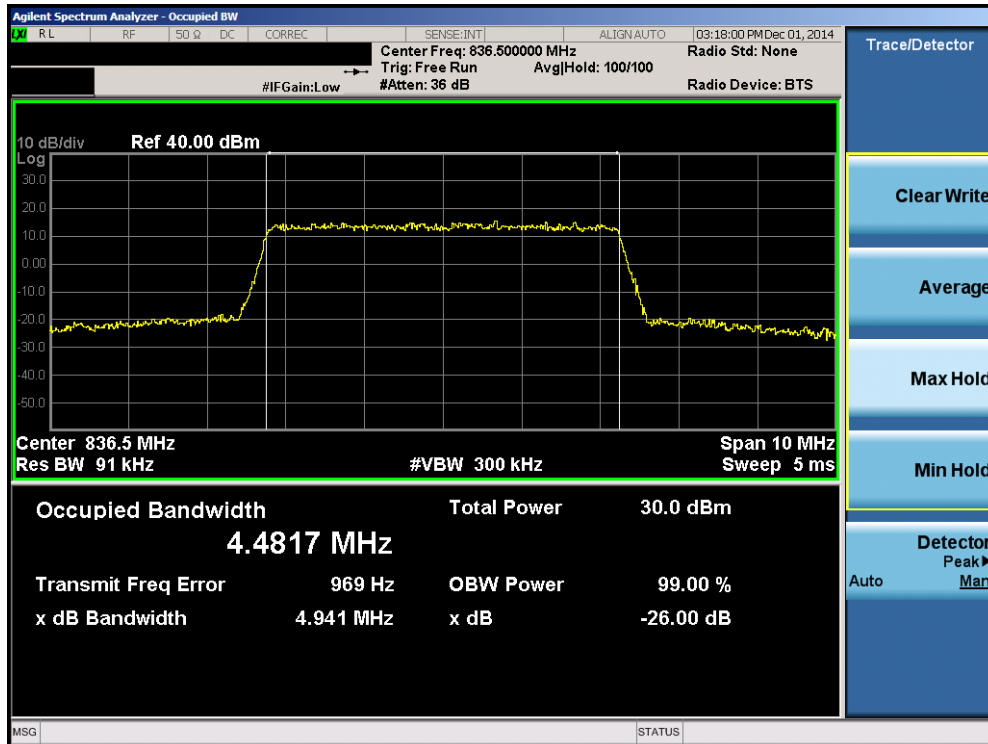 Agilent Spectrum Analyzer - Occupied BW
LXI RL RF 50 Ω DC CORREC SENSE:INT ALIGN AUTO 03:18:00 PM Dec 01, 2014
Center Freq: 836.500000 MHz Radio Std: None
Trig: Free Run Avg|Hold: 100/100
#IFGain:Low #Atten: 36 dB Radio Device: BTS
Trace/Detector
10 dB/div Ref 40.00 dBm
Log
30.0
20.0
10.0
0.00
-10.0
-20.0
-30.0
-40.0
-50.0
Center 836.5 MHz Span 10 MHz
Res BW 91 kHz #VBW 300 kHz Sweep 5 ms
Occupied Bandwidth Total Power 30.0 dBm
4.4817 MHz
Transmit Freq Error 969 Hz OBW Power 99.00 %
x dB Bandwidth 4.941 MHz x dB -26.00 dB
Clear Write
Average
Max Hold
Min Hold
Detector
Peak▶
Auto Man
MSG STATUS